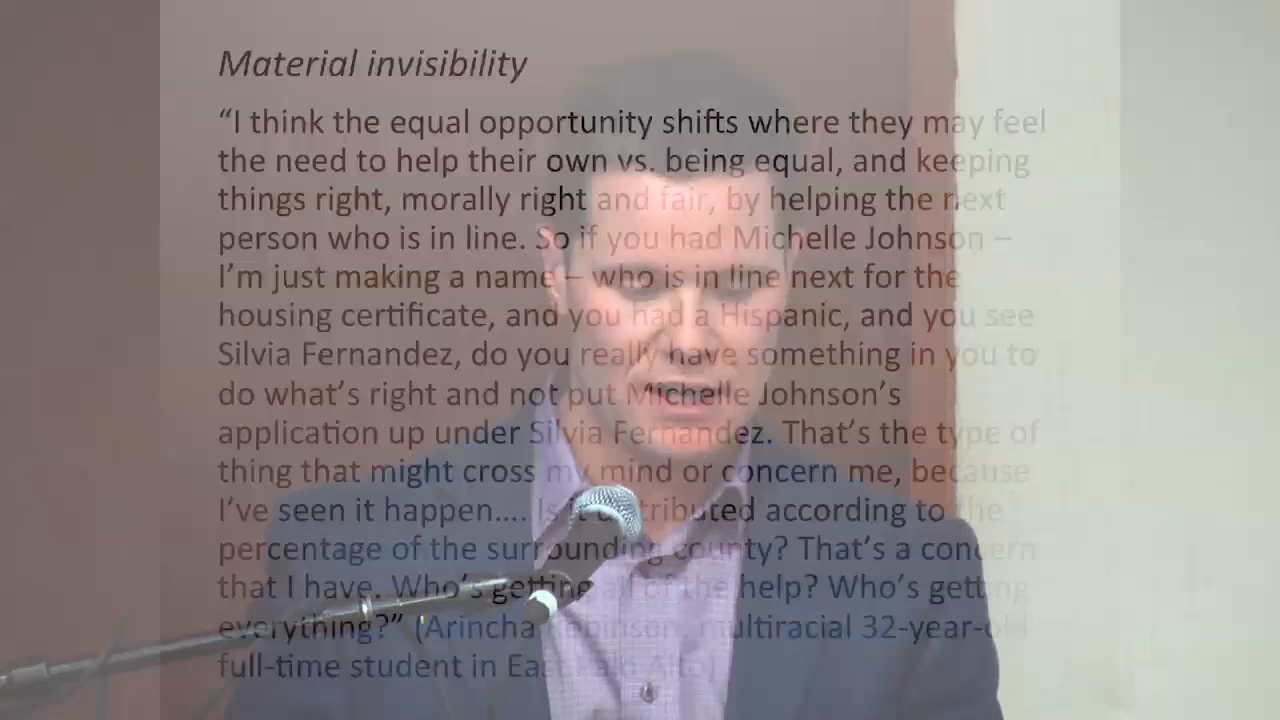 Material invisibility
“I think the equal opportunity shifts where they may feel
the need to help their own vs. being equal, and keeping
things right, morally right and fair, by helping the next
person who is in line. So if you had Michelle Johnson –
I’m just making a name – who is in line next for the
housing certificate, and you had a Hispanic, and you see
Silvia Fernandez, do you really have something in you to
do what’s right and not put Michelle Johnson’s
application up under Silvia Fernandez. That’s the type of
thing that might cross my mind or concern me, because
I’ve seen it happen…. Is it distributed according to the
percentage of the surrounding county? That’s a concern
that I have. Who’s getting all of the help? Who’s getting
everything?” (Arincha Robinson, multiracial 32-year-old
full-time student in East Palo Alto)